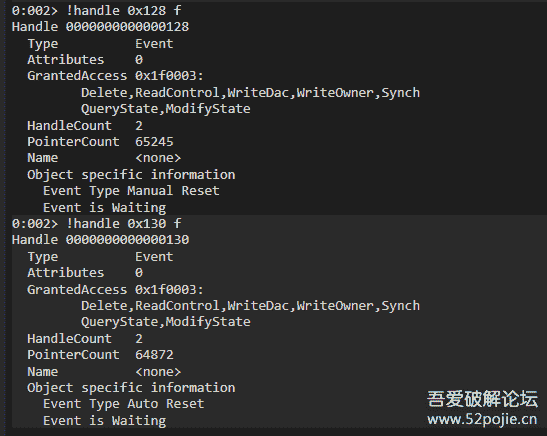 0:002> !handle 0x128 f
Handle 0000000000000128
  Type          Event
  Attributes    0
  GrantedAccess 0x1f0003:
         Delete,ReadControl,WriteDac,WriteOwner,Synch
         QueryState,ModifyState
  HandleCount   2
  PointerCount  65245
  Name          <none>
  Object specific information
    Event Type Manual Reset
    Event is Waiting
0:002> !handle 0x130 f
Handle 0000000000000130
  Type          Event
  Attributes    0
  GrantedAccess 0x1f0003:
         Delete,ReadControl,WriteDac,WriteOwner,Synch
         QueryState,ModifyState
  HandleCount   2
  PointerCount  64872
  Name          <none>
  Object specific information
    Event Type Auto Reset
    Event is Waiting
吾爱破解论坛
www.52pojie.cn